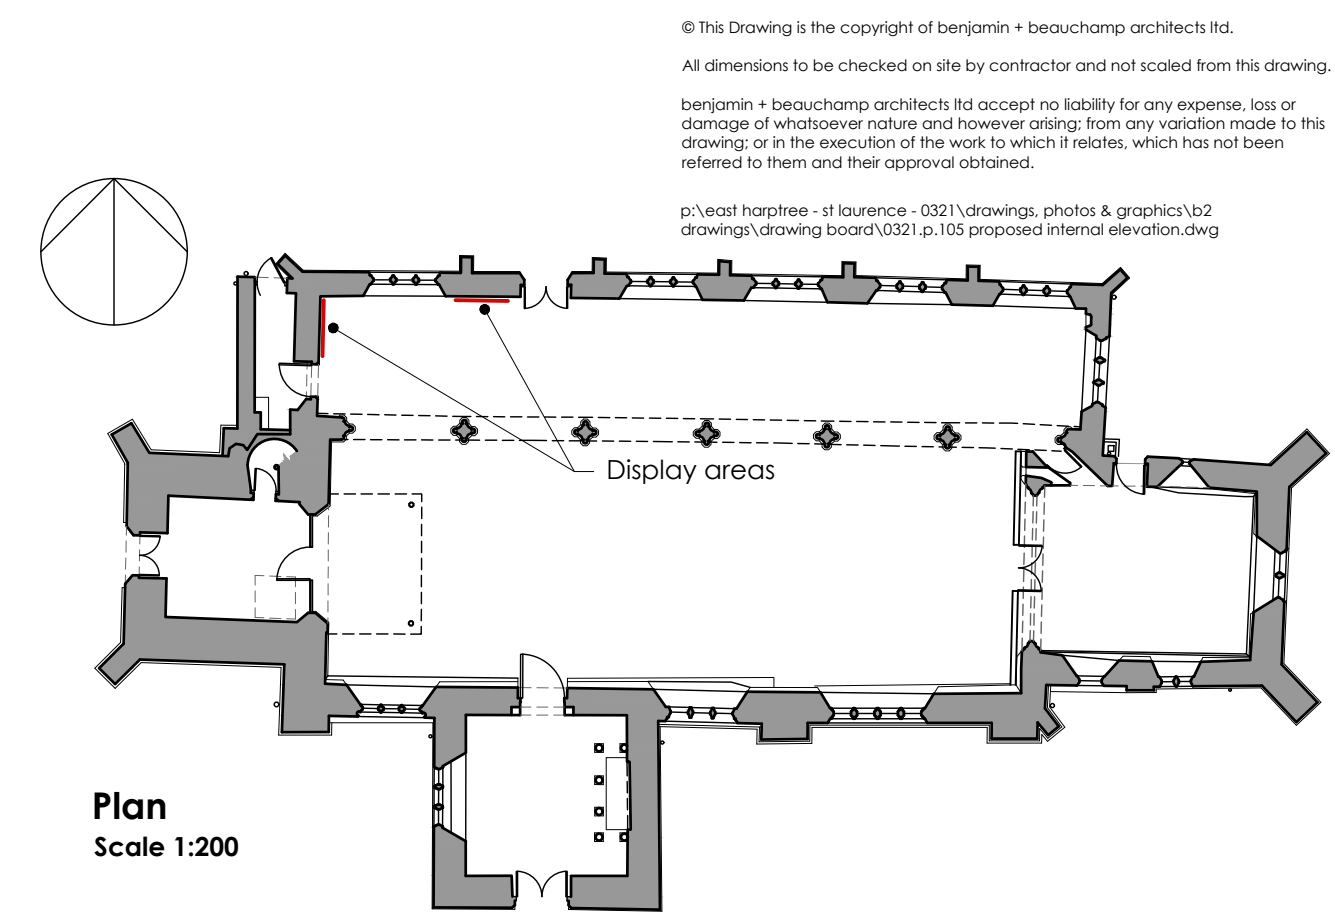 © This Drawing is the copyright of benjamin + beauchamp architects ltd.
All dimensions to be checked on site by contractor and not scaled from this drawing.
benjamin + beauchamp architects ltd accept no liability for any expense, loss or
damage of whatsoever nature and however arising; from any variation made to this
drawing; or in the execution of the work to which it relates, which has not been
referred to them and their approval obtained.
p:\east harptree - st laurence - 0321\drawings, photos & graphics\b2
drawings\drawing board\0321.p.105 proposed internal elevation.dwg
Display areas
Plan
Scale 1:200